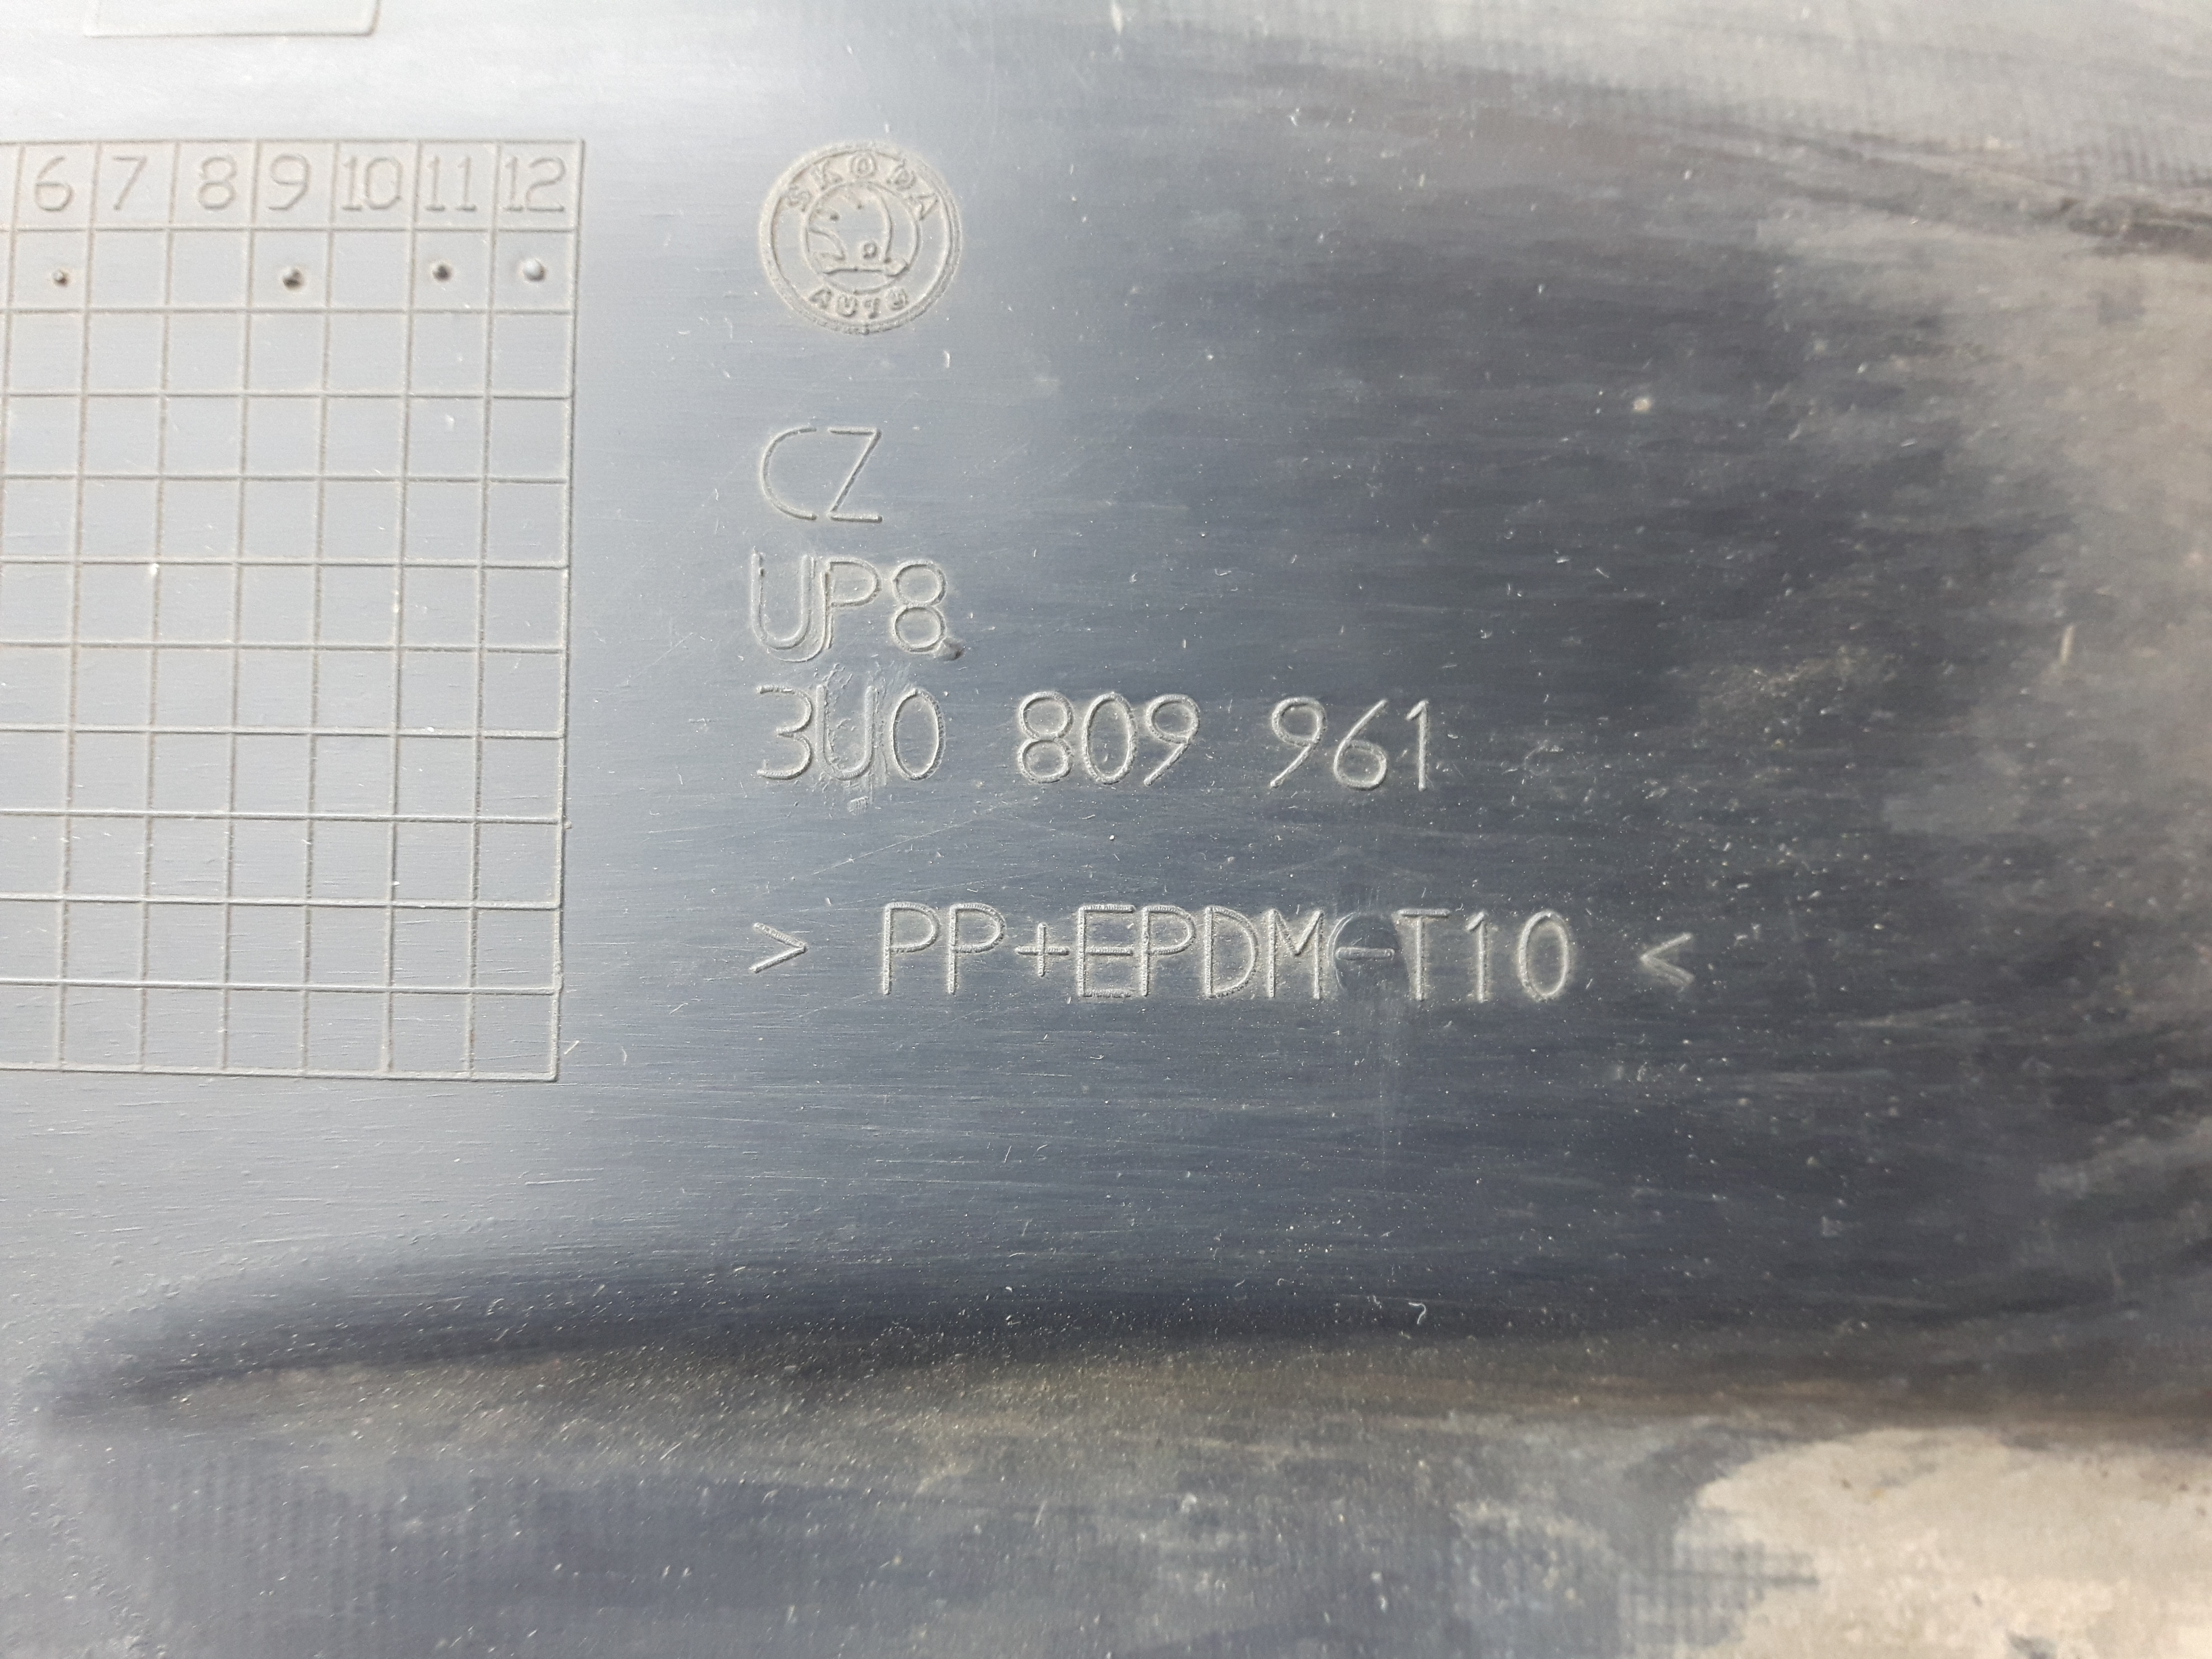 6 7 8 9 10 11 12
SKODA
AUTO
CZ
UP8
3U0 809 961
> PP+EPDM-T10 <